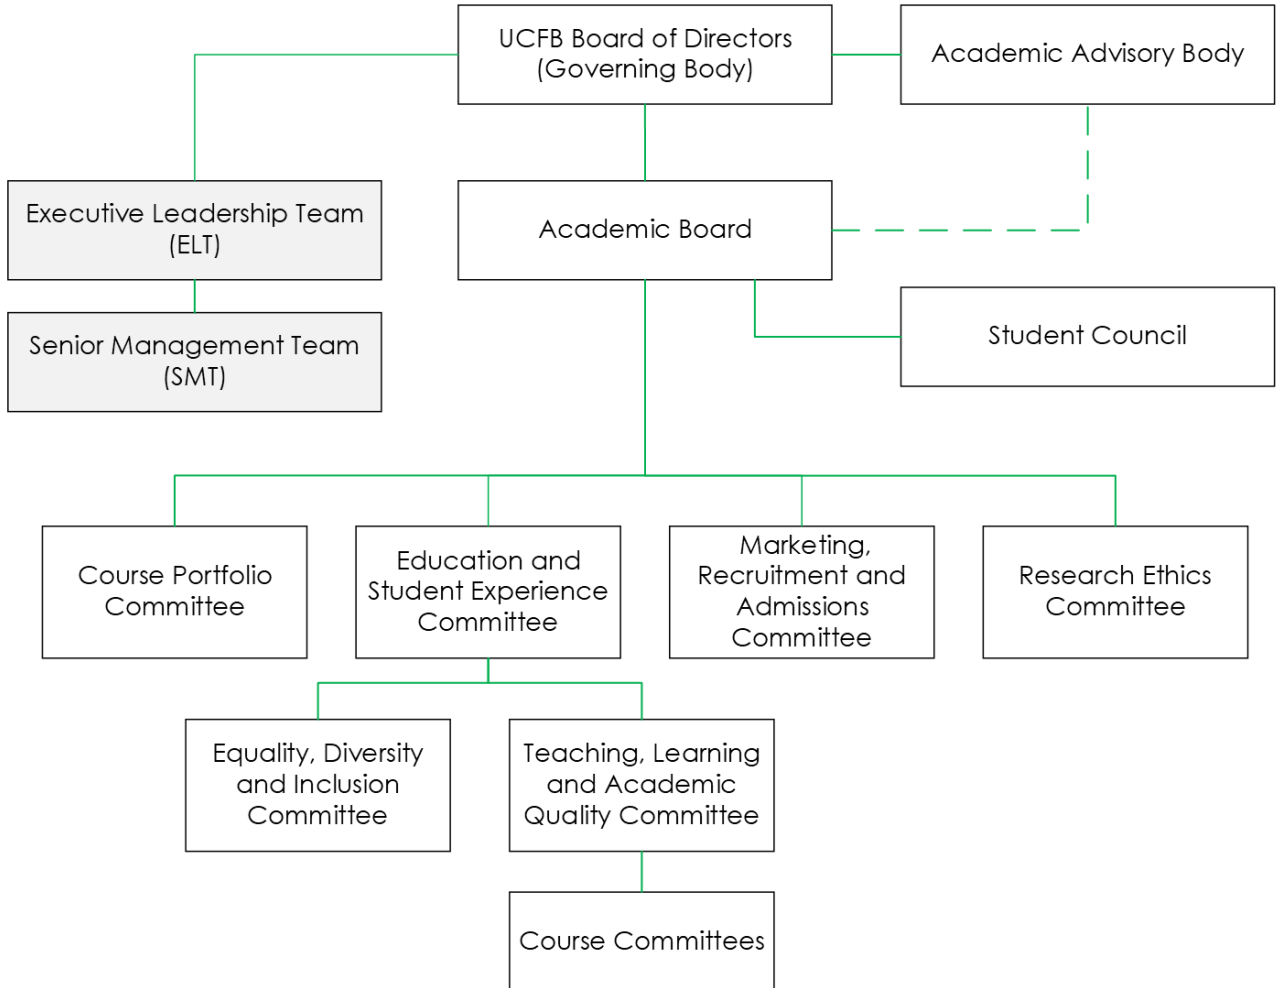 UCFB Board of Directors
(Governing Body)
Academic Advisory Body
Executive Leadership Team
(ELT)
Academic Board
Senior Management Team
(SMT)
Student Council
Course Portfolio
Committee
Education and
Student Experience
Committee
Marketing,
Recruitment and
Admissions
Committee
Research Ethics
Committee
Equality, Diversity
and Inclusion
Committee
Teaching, Learning
and Academic
Quality Committee
Course Committees